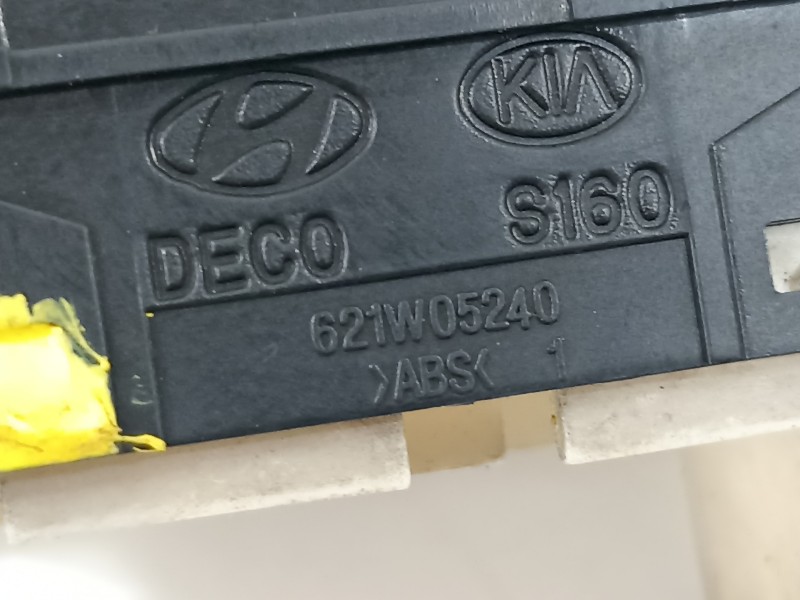 KIA
DECO S160
621W05240
>ABS< 1